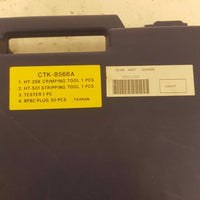 CTK-8568A
1. HT-268 CRIMPING TOOL 1 PCS
2. HT-501 STRIPPING TOOL 1 PCS
3. TESTER 1 PC
4. 8P8C PLUG 50 PCS TAIWAN